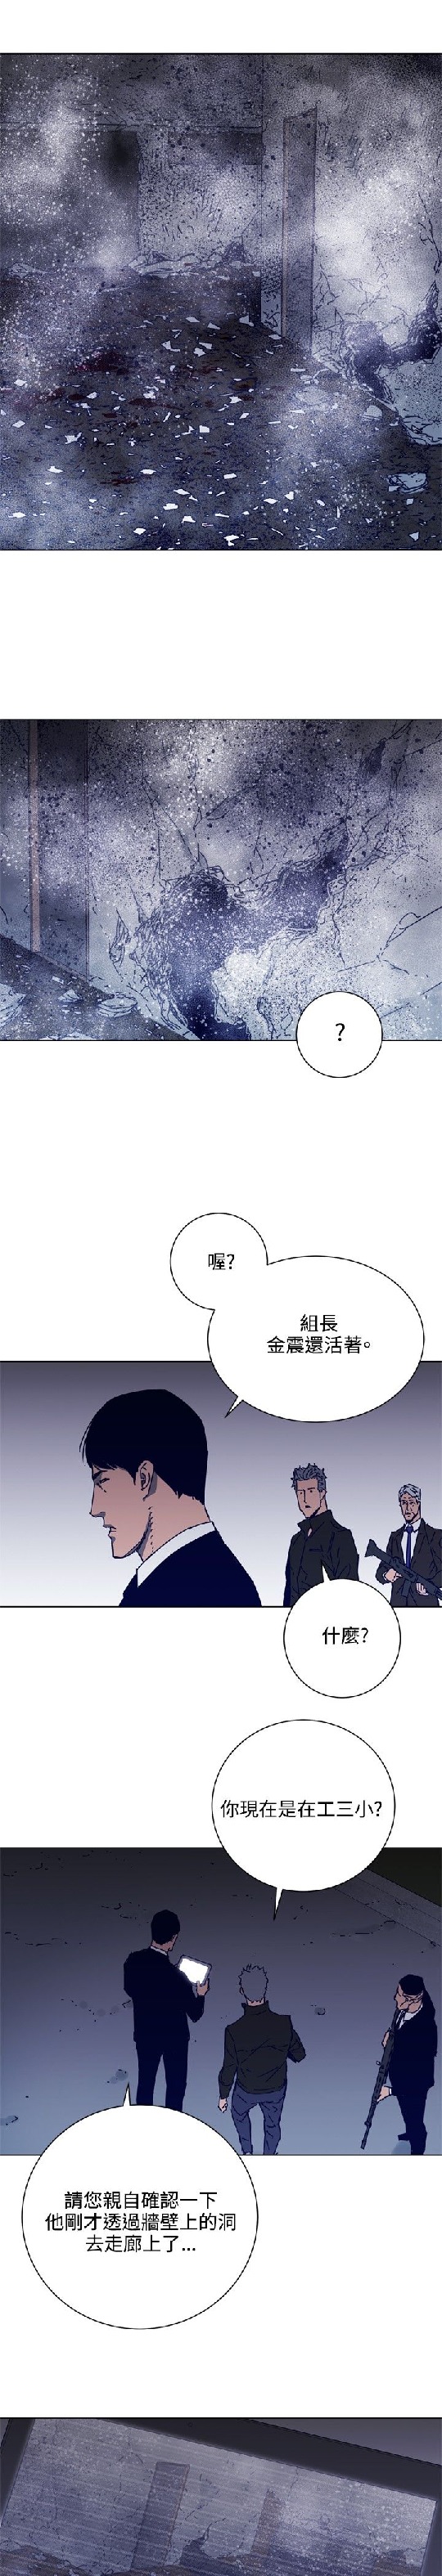 ?
喔?
組長
金震還活著。
什麼?
你現在是在工三小?
請您親自確認一下
他剛才透過牆壁上的洞
去走廊上了...